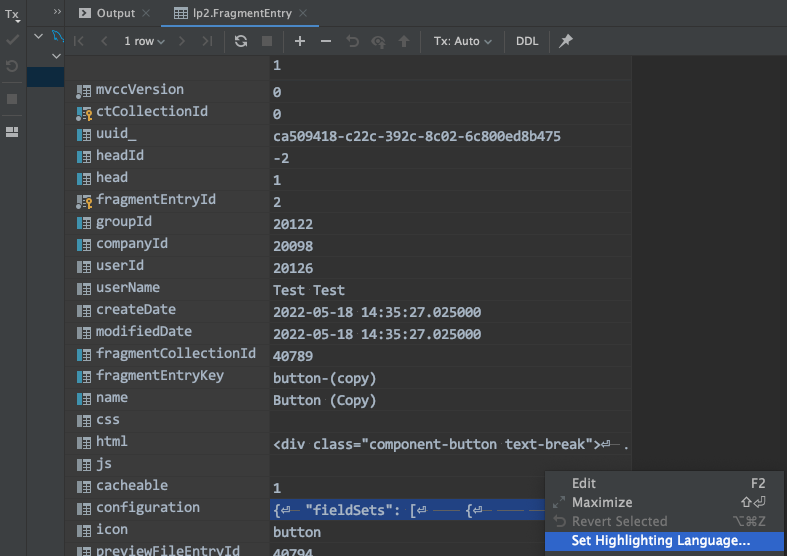 Tx
Output
lp2.FragmentEntry
1 row
Tx: Auto
DDL
1
mvccVersion 0
ctCollectionId 0
uuid_ ca509418-c22c-392c-8c02-6c800ed8b475
headId -2
head 1
fragmentEntryId 2
groupId 20122
companyId 20098
userId 20126
userName Test Test
createDate 2022-05-18 14:35:27.025000
modifiedDate 2022-05-18 14:35:27.025000
fragmentCollectionId 40789
fragmentEntryKey button-(copy)
name Button (Copy)
css
html <div class="component-button text-break">⏎ .
js
cacheable 1
configuration {⏎ "fieldSets": [⏎ {⏎
icon button
previewFileEntryId 40794
Edit F2
Maximize ⇧⏎
Revert Selected ⌥⌘Z
Set Highlighting Language...